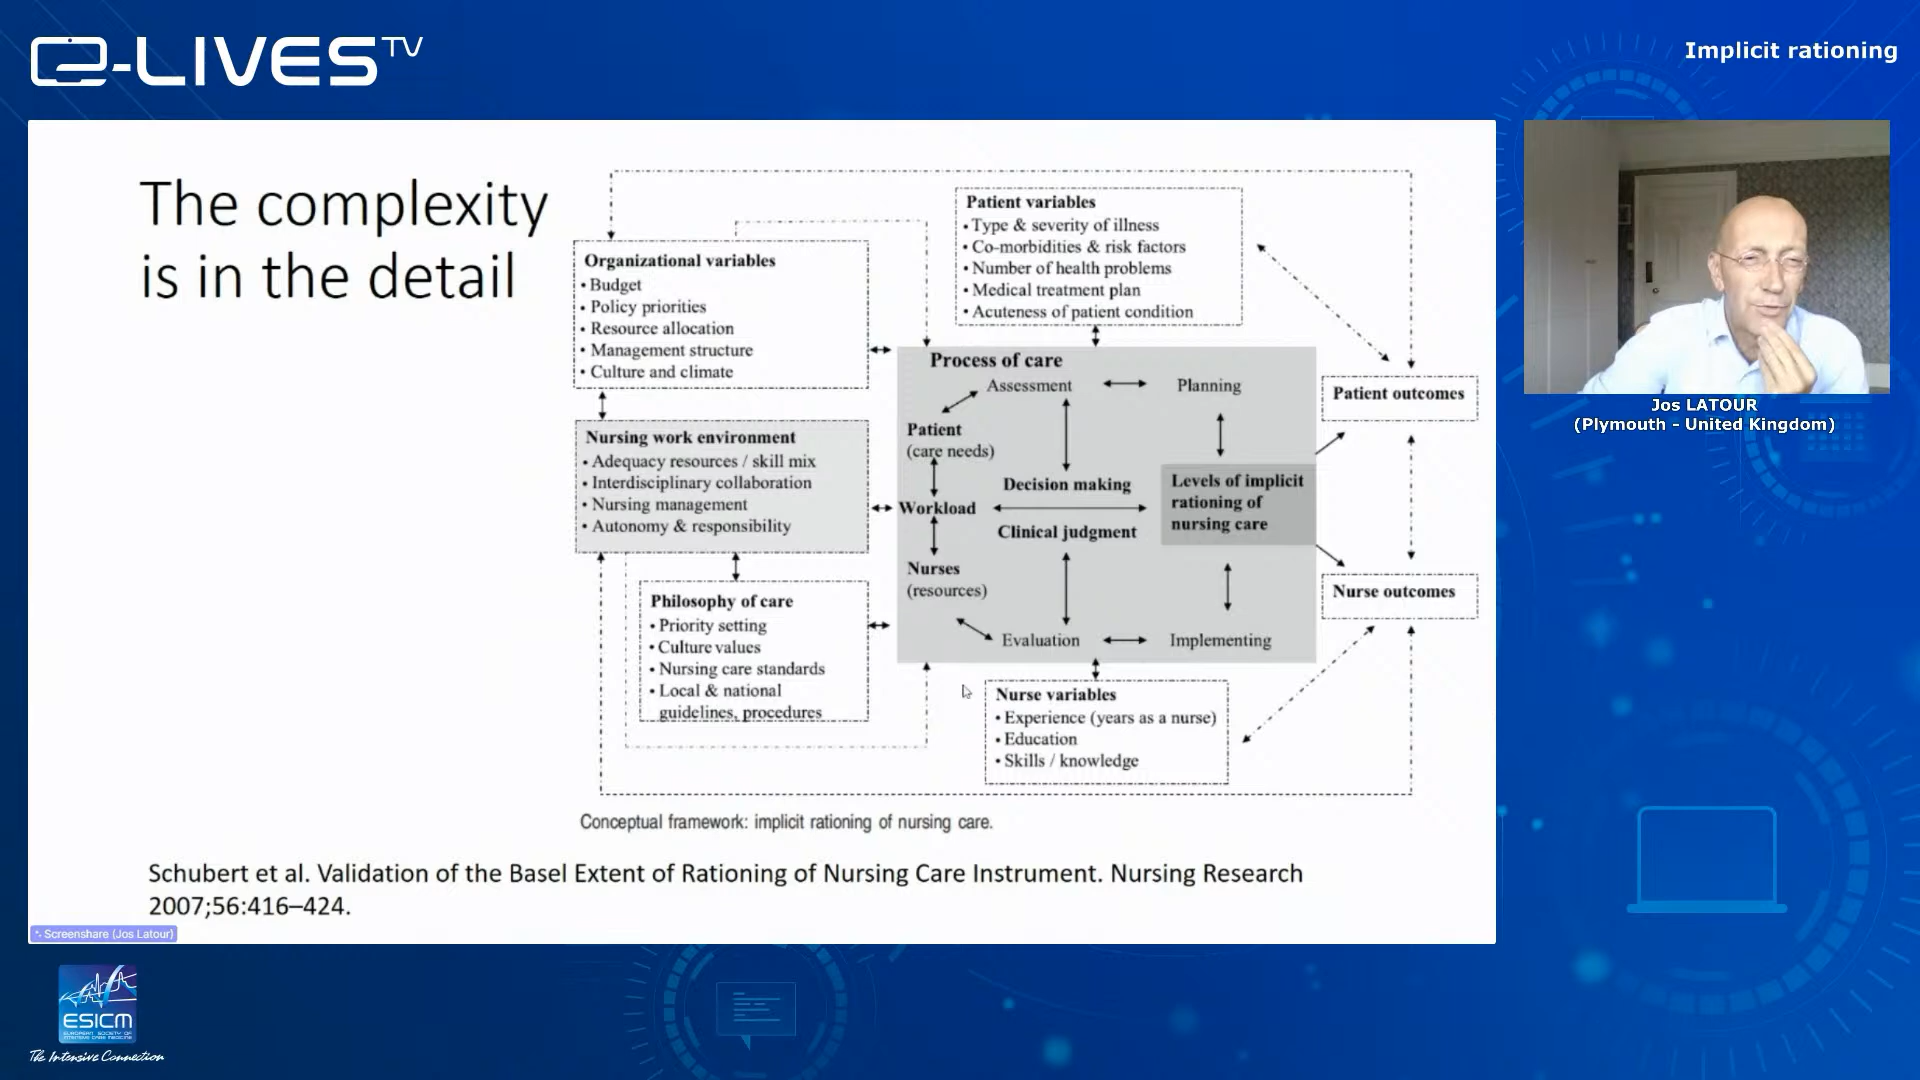 e-LIVES TV
Implicit rationing
The complexity
is in the detail
Patient variables
• Type & severity of illness
• Co-morbidities & risk factors
• Number of health problems
• Medical treatment plan
• Acuteness of patient condition
Organizational variables
• Budget
• Policy priorities
• Resource allocation
• Management structure
• Culture and climate
Nursing work environment
• Adequacy resources / skill mix
• Interdisciplinary collaboration
• Nursing management
• Autonomy & responsibility
Philosophy of care
• Priority setting
• Culture values
• Nursing care standards
• Local & national
guidelines, procedures
Process of care
Assessment
Planning
Patient
(care needs)
Decision making
Workload
Clinical judgment
Levels of implicit
rationing of
nursing care
Nurses
(resources)
Evaluation
Implementing
Patient outcomes
Nurse outcomes
Nurse variables
• Experience (years as a nurse)
• Education
• Skills / knowledge
Conceptual framework: implicit rationing of nursing care.
Schubert et al. Validation of the Basel Extent of Rationing of Nursing Care Instrument. Nursing Research
2007;56:416–424.
Screenshare (Jos Latour)
Jos LATOUR
(Plymouth - United Kingdom)
ESICM
EUROPEAN SOCIETY OF
INTENSIVE CARE MEDICINE
The Intensive Connection